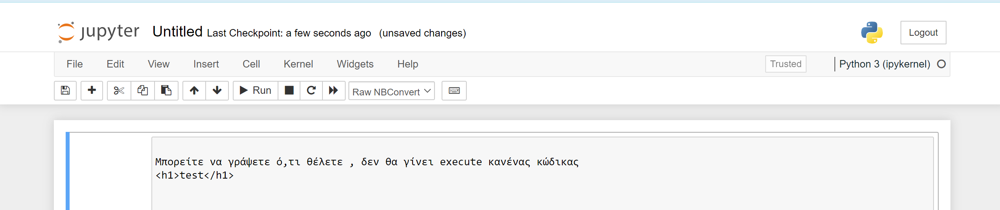 jupyter Untitled Last Checkpoint: a few seconds ago (unsaved changes)
Logout
File Edit View Insert Cell Kernel Widgets Help
Trusted
Python 3 (ipykernel)
Run
Raw NBConvert
Μπορείτε να γράψετε ό,τι θέλετε , δεν θα γίνει execute κανένας κώδικας
<h1>test</h1>